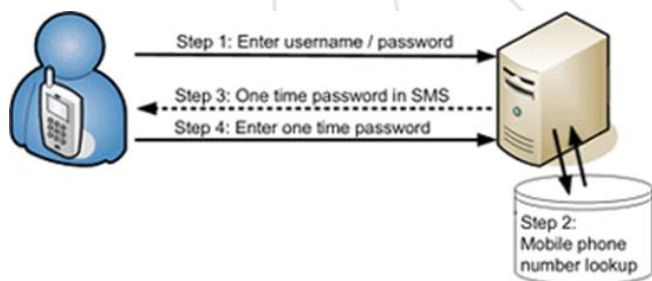 Step 1: Enter username / password
Step 3: One time password in SMS
Step 4: Enter one time password
Step 2:
Mobile phone
number lookup